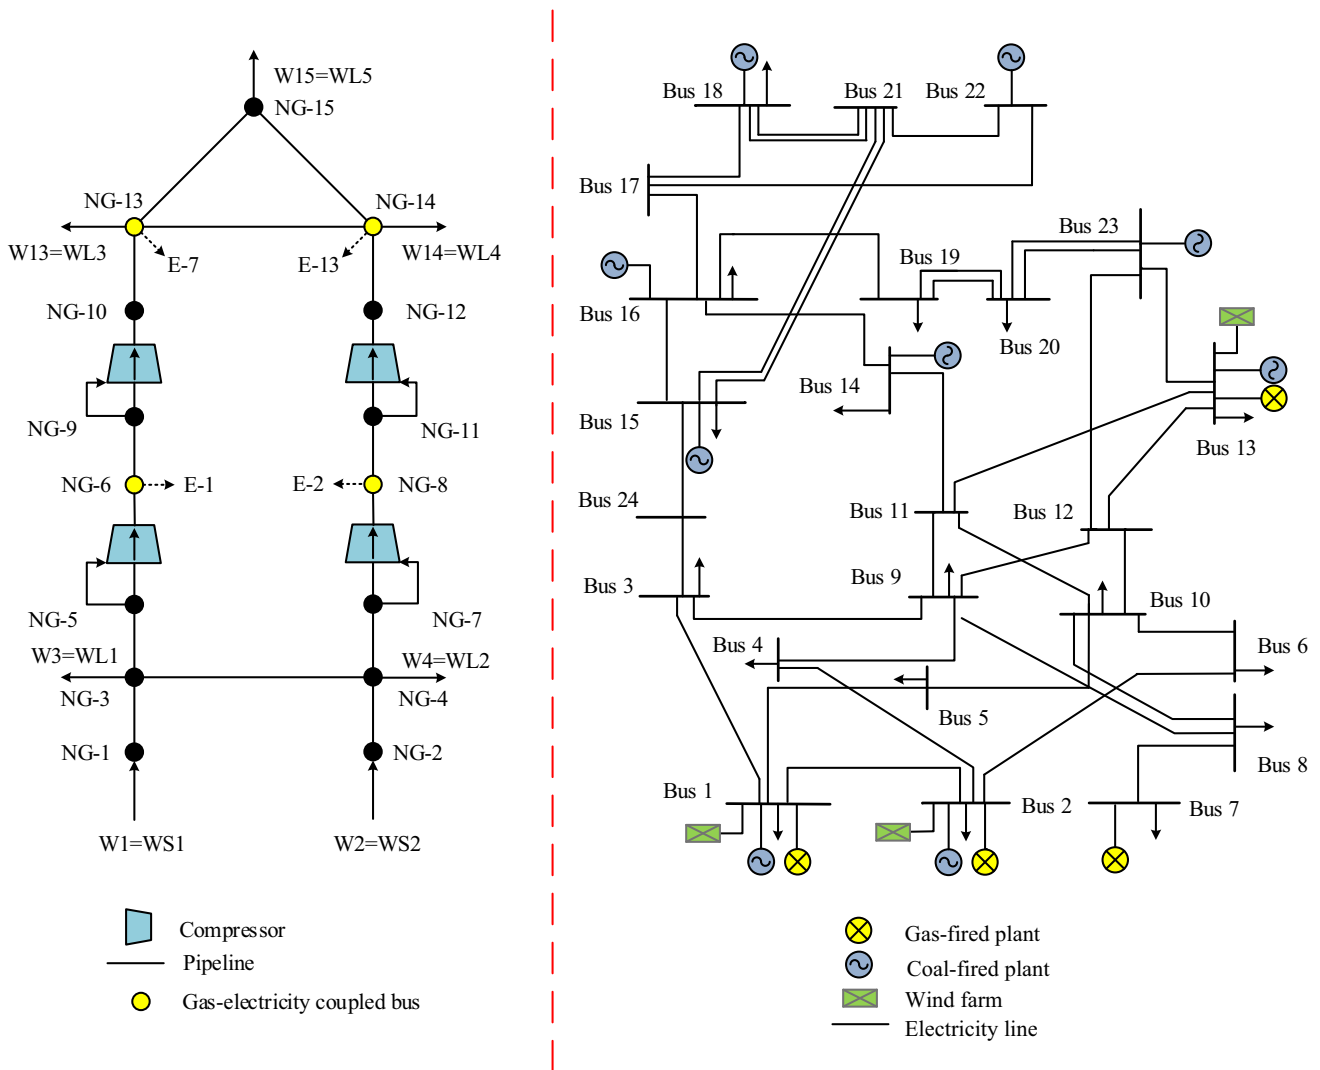 W15=WL5
NG-15
NG-13
NG-14
W13=WL3
E-7
E-13
W14=WL4
NG-10
NG-12
NG-9
NG-11
NG-6
E-1
E-2
NG-8
NG-5
NG-7
W3=WL1
W4=WL2
NG-3
NG-4
NG-1
NG-2
W1=WS1
W2=WS2
Compressor
Pipeline
Gas-electricity coupled bus
Bus 18
Bus 21
Bus 22
Bus 17
Bus 23
Bus 19
Bus 16
Bus 20
Bus 14
Bus 15
Bus 13
Bus 24
Bus 11
Bus 12
Bus 3
Bus 9
Bus 10
Bus 4
Bus 6
Bus 5
Bus 8
Bus 1
Bus 2
Bus 7
Gas-fired plant
Coal-fired plant
Wind farm
Electricity line